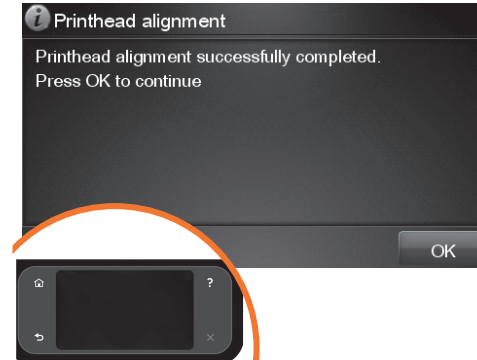 Printhead alignment
Printhead alignment successfully completed.
Press OK to continue
OK
?